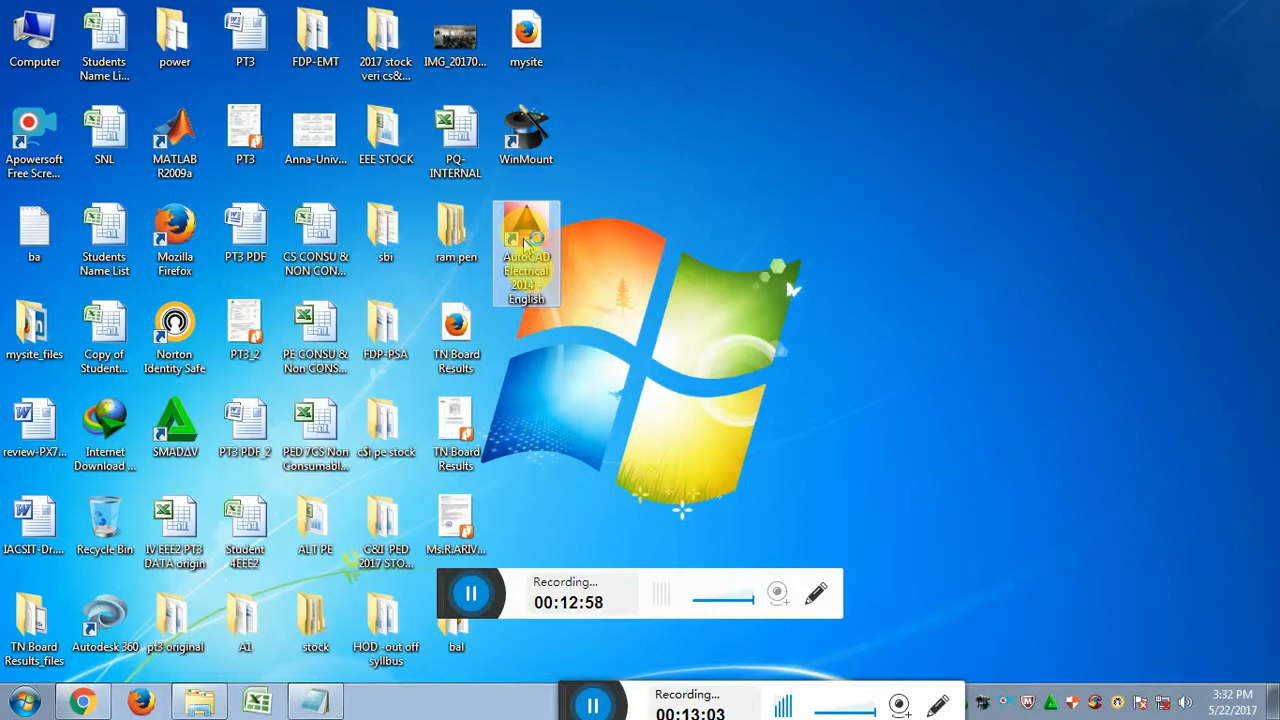 Computer
Students
Name Li...
power
PT3
FDP-EMT
2017 stock
veri cs&...
IMG_20170...
mysite
Apowersoft
Free Scre...
SNL
MATLAB
R2009a
PT3
Anna-Univ...
EEE STOCK
PQ-
INTERNAL
WinMount
ba
Students
Name List
Mozilla
Firefox
PT3 PDF
CS CONSU &
NON CON...
sbi
ram pen
AutoCAD
Electrical
2014 -
English
mysite_files
Copy of
Student...
Norton
Identity Safe
PT3_2
PE CONSU &
Non CONS...
FDP-PSA
TN Board
Results
review-PX7...
Internet
Download ...
SMADAV
PT3 PDF_2
PED 7CS Non
Consumabl...
c$i pe stock
TN Board
Results
IACSIT-Dr....
Recycle Bin
IV EEE2 PT3
DATA origin
Student
4EEE2
ALT PE
C&I PED
2017 STO...
Ms.R.ARIV...
Recording...
00:12:58
TN Board
Results_files
Autodesk 360
pt3 original
A1
stock
HOD -out off
syllbus
bal
Recording...
00:13:03
3:32 PM
5/22/2017